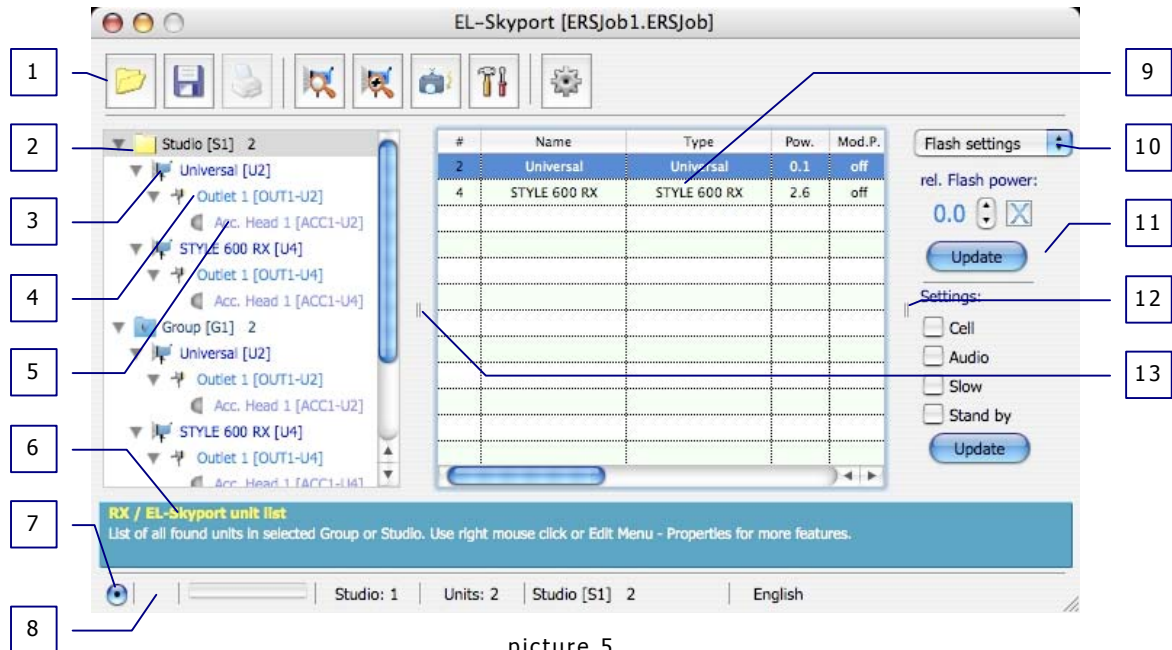 EL-Skyport [ERSJob1.ERSJob]
1
2
3
4
5
6
7
8
9
10
11
12
13
Studio [S1] 2
Universal [U2]
Outlet 1 [OUT1-U2]
Acc. Head 1 [ACC1-U2]
STYLE 600 RX [U4]
Outlet 1 [OUT1-U4]
Acc. Head 1 [ACC1-U4]
Group [G1] 2
Universal [U2]
Outlet 1 [OUT1-U2]
Acc. Head 1 [ACC1-U2]
STYLE 600 RX [U4]
Outlet 1 [OUT1-U4]
Acc. Head 1 [ACC1-U4]
# Name Type Pow. Mod.P.
2 Universal Universal 0.1 off
4 STYLE 600 RX STYLE 600 RX 2.6 off
Flash settings
rel. Flash power:
0.0
Update
Settings:
Cell
Audio
Slow
Stand by
Update
RX / EL-Skyport unit list
List of all found units in selected Group or Studio. Use right mouse click or Edit Menu - Properties for more features.
Studio: 1 Units: 2 Studio [S1] 2 English
picture 5